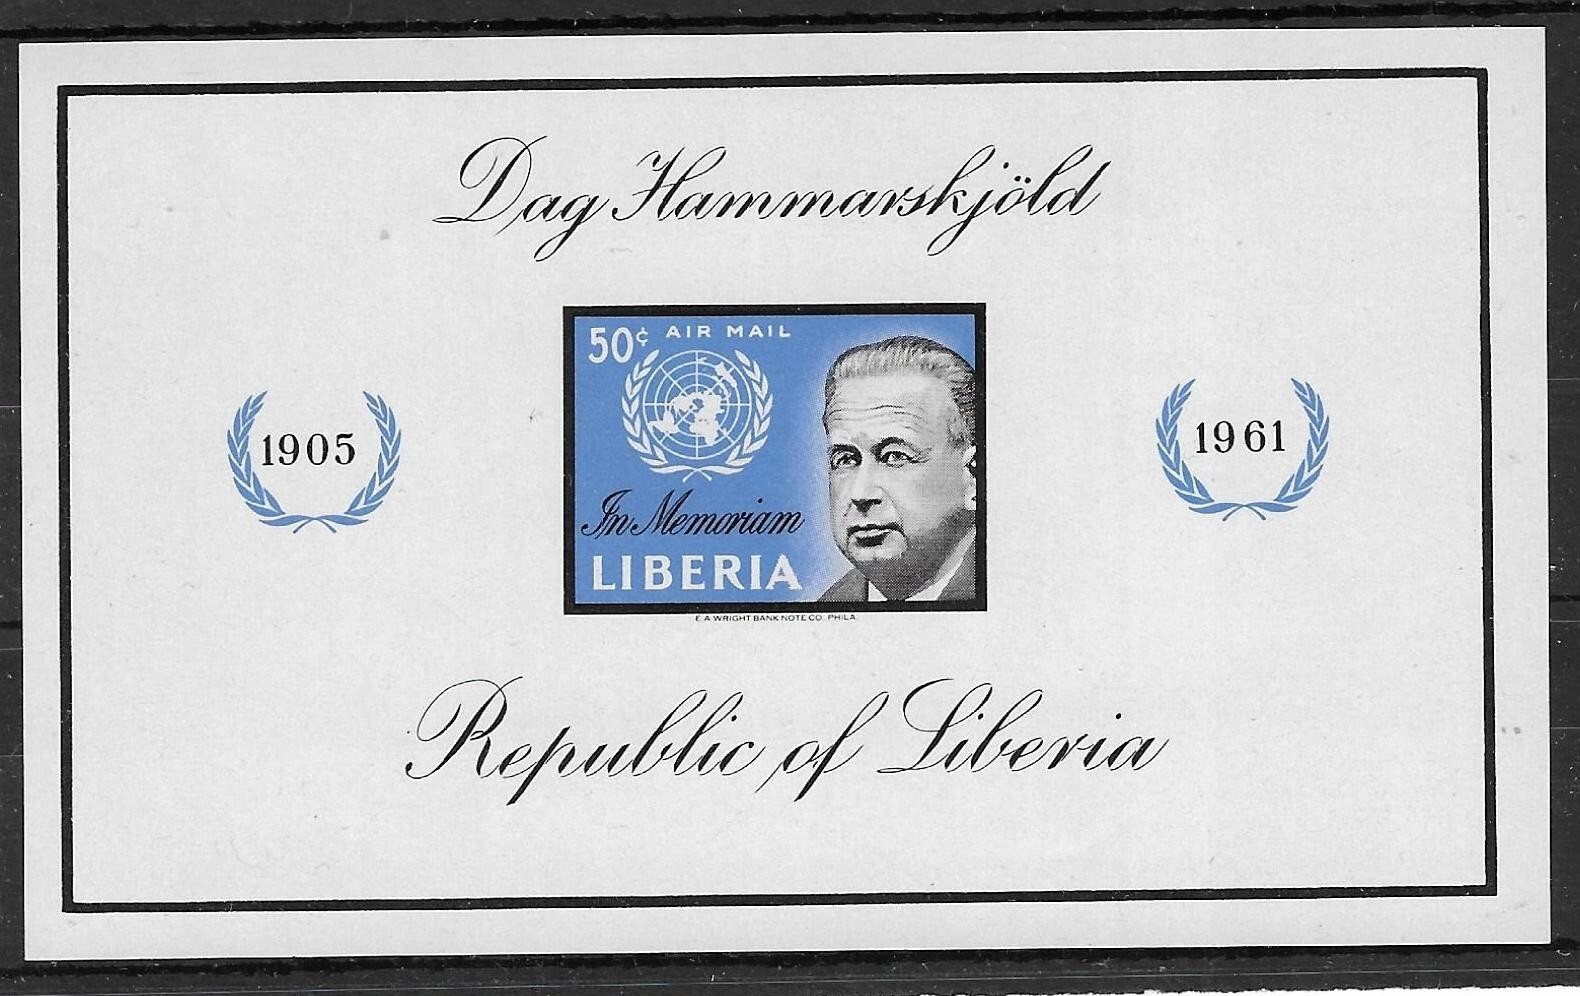 Dag Hammarskjöld
50¢ AIR MAIL
1905
1961
In Memoriam
LIBERIA
E.A. WRIGHT BANK NOTE CO. PHILA.
Republic of Liberia